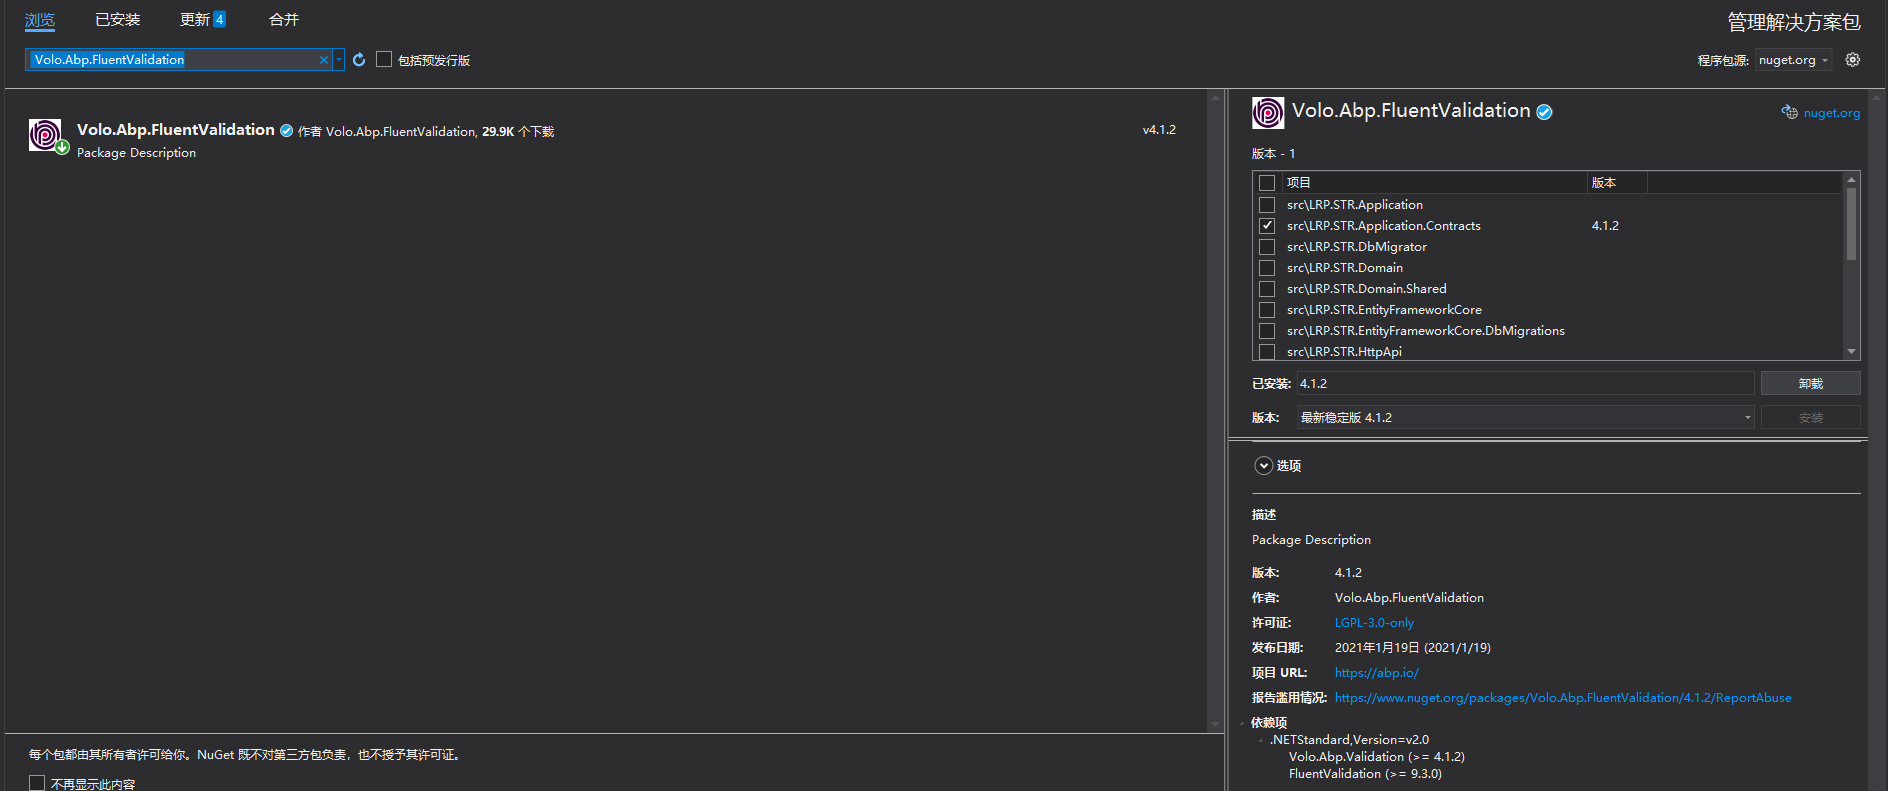 浏览 已安装 更新 4 合并 管理解决方案包
Volo.Abp.FluentValidation 包括预发行版 程序包源: nuget.org
Volo.Abp.FluentValidation 作者 Volo.Abp.FluentValidation, 29.9K 个下载 v4.1.2
Package Description
Volo.Abp.FluentValidation nuget.org
版本 - 1
项目 版本
src\LRP.STR.Application
src\LRP.STR.Application.Contracts 4.1.2
src\LRP.STR.DbMigrator
src\LRP.STR.Domain
src\LRP.STR.Domain.Shared
src\LRP.STR.EntityFrameworkCore
src\LRP.STR.EntityFrameworkCore.DbMigrations
src\LRP.STR.HttpApi
已安装: 4.1.2 卸载
版本: 最新稳定版 4.1.2 安装
选项
描述
Package Description
版本: 4.1.2
作者: Volo.Abp.FluentValidation
许可证: LGPL-3.0-only
发布日期: 2021年1月19日 (2021/1/19)
项目 URL: https://abp.io/
报告滥用情况: https://www.nuget.org/packages/Volo.Abp.FluentValidation/4.1.2/ReportAbuse
依赖项
.NETStandard,Version=v2.0
Volo.Abp.Validation (>= 4.1.2)
FluentValidation (>= 9.3.0)
每个包都由其所有者许可给你。NuGet 既不对第三方包负责，也不授予其许可证。
不再显示此内容